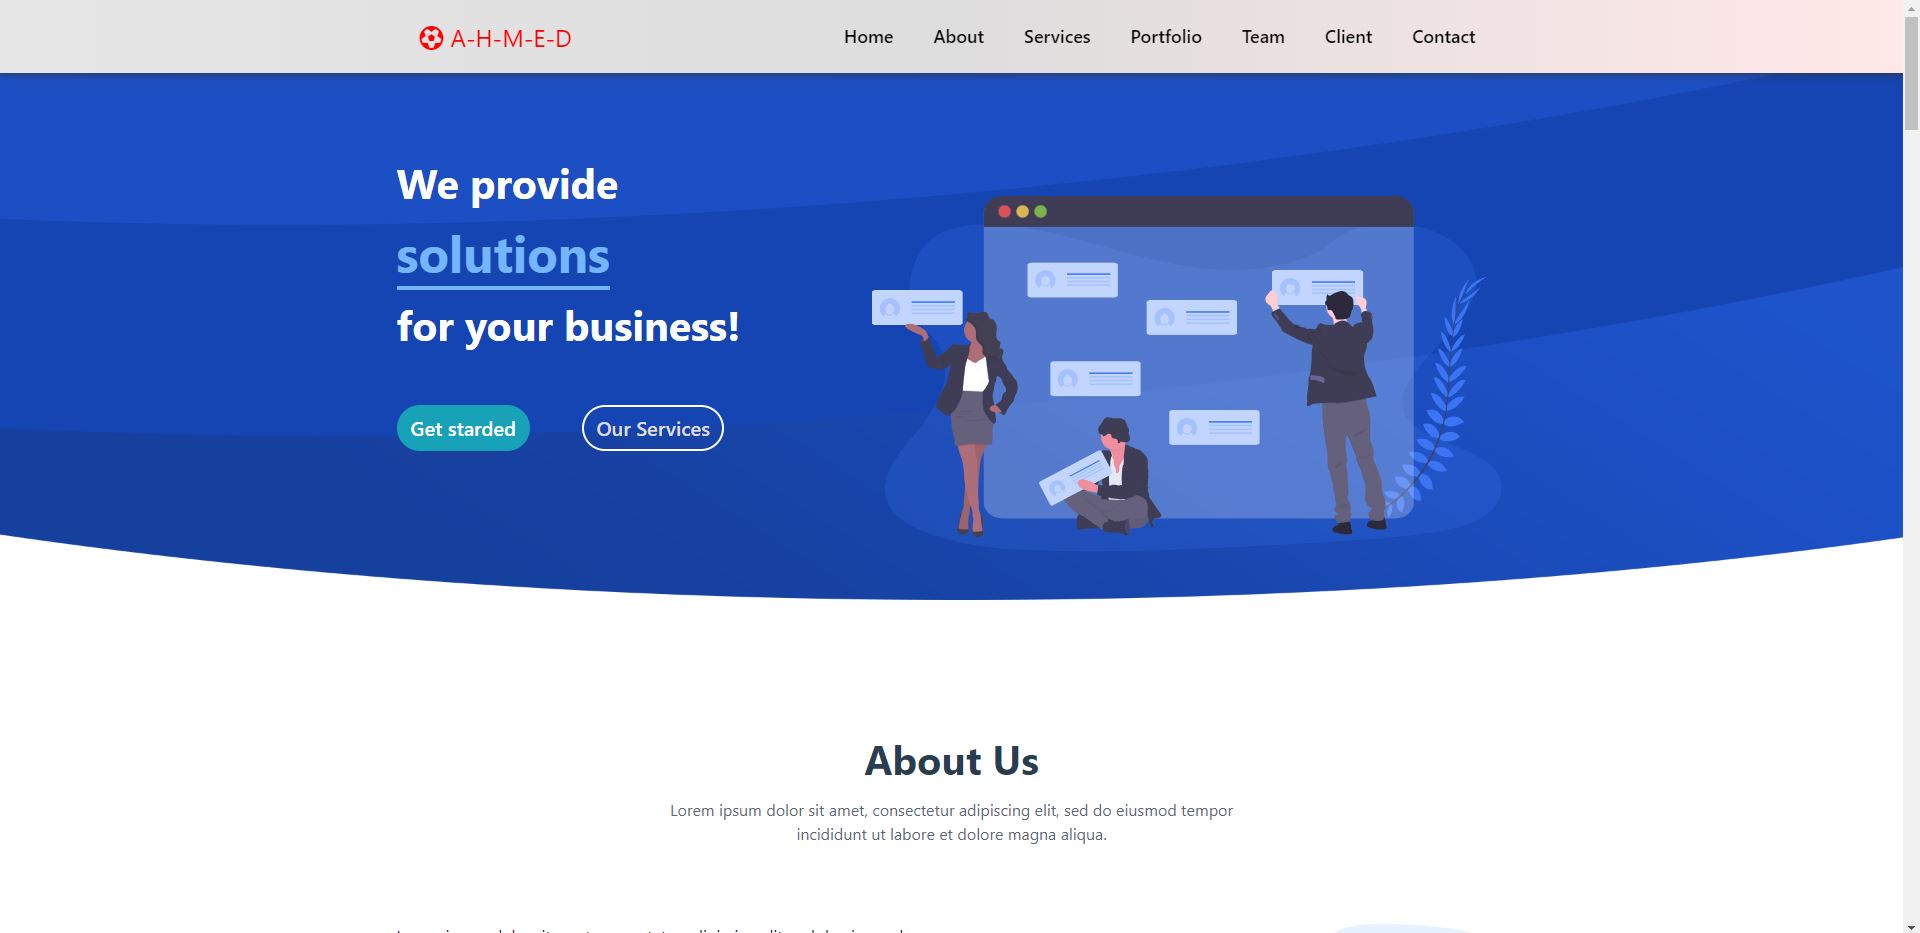 A-H-M-E-D
Home About Services Portfolio Team Client Contact
We provide
solutions
for your business!
Get starded
Our Services
About Us
Lorem ipsum dolor sit amet, consectetur adipiscing elit, sed do eiusmod tempor
incididunt ut labore et dolore magna aliqua.